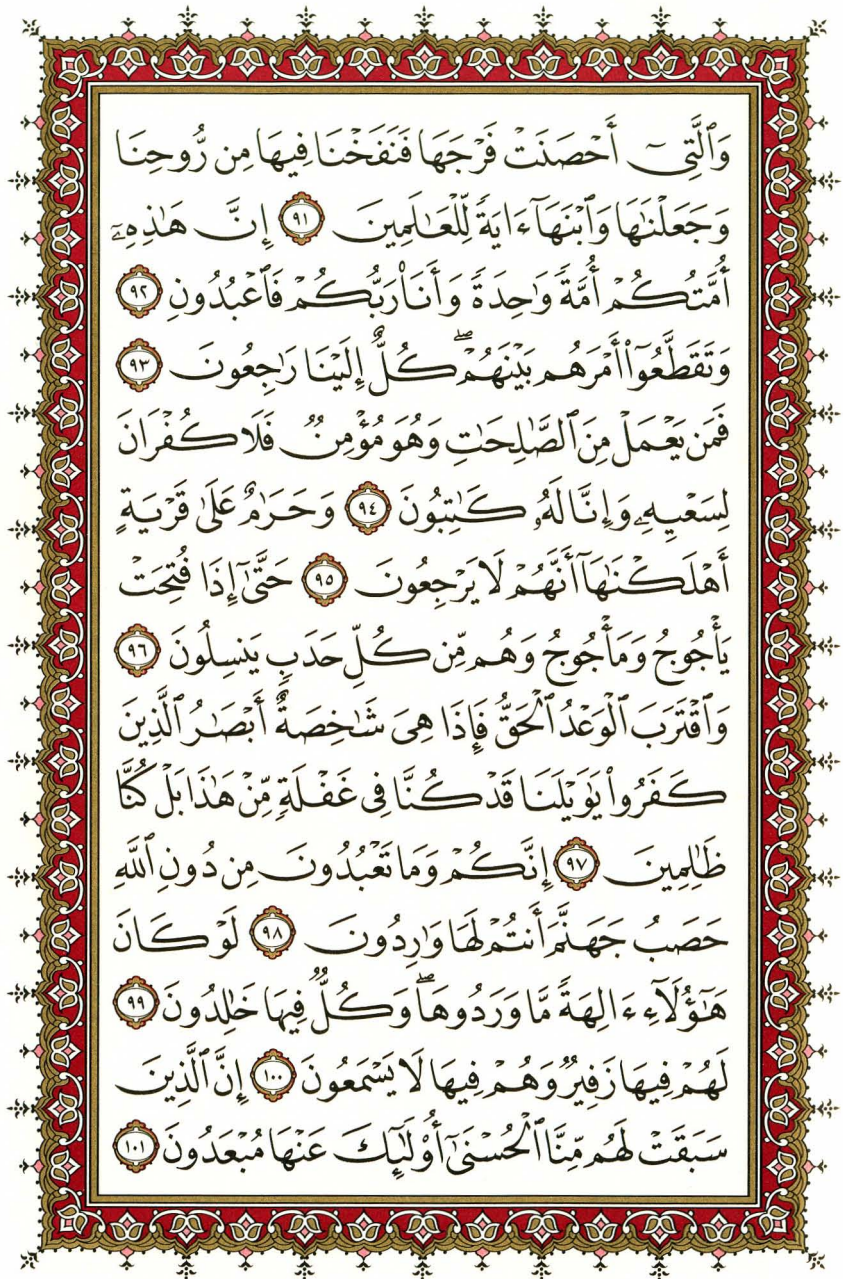 وَٱلَّتِىٓ أَحۡصَنَتۡ فَرۡجَهَا فَنَفَخۡنَا فِيهَا مِن رُّوحِنَا
وَجَعَلۡنَٰهَا وَٱبۡنَهَآ ءَايَةٗ لِّلۡعَٰلَمِينَ ٩١ إِنَّ هَٰذِهِۦٓ
أُمَّتُكُمۡ أُمَّةٗ وَٰحِدَةٗ وَأَنَا۠ رَبُّكُمۡ فَٱعۡبُدُونِ ٩٢
وَتَقَطَّعُوٓاْ أَمۡرَهُم بَيۡنَهُمۡۖ كُلٌّ إِلَيۡنَا رَٰجِعُونَ ٩٣
فَمَن يَعۡمَلۡ مِنَ ٱلصَّٰلِحَٰتِ وَهُوَ مُؤۡمِنٞ فَلَا كُفۡرَانَ
لِسَعۡيِهِۦ وَإِنَّا لَهُۥ كَٰتِبُونَ ٩٤ وَحَرَٰمٌ عَلَىٰ قَرۡيَةٍ
أَهۡلَكۡنَٰهَآ أَنَّهُمۡ لَا يَرۡجِعُونَ ٩٥ حَتَّىٰٓ إِذَا فُتِحَتۡ
يَأۡجُوجُ وَمَأۡجُوجُ وَهُم مِّن كُلِّ حَدَبٖ يَنسِلُونَ ٩٦
وَٱقۡتَرَبَ ٱلۡوَعۡدُ ٱلۡحَقُّ فَإِذَا هِىَ شَٰخِصَةٌ أَبۡصَٰرُ ٱلَّذِينَ
كَفَرُواْ يَٰوَيۡلَنَا قَدۡ كُنَّا فِى غَفۡلَةٖ مِّنۡ هَٰذَا بَلۡ كُنَّا
ظَٰلِمِينَ ٩٧ إِنَّكُمۡ وَمَا تَعۡبُدُونَ مِن دُونِ ٱللَّهِ
حَصَبُ جَهَنَّمَ أَنتُمۡ لَهَا وَٰرِدُونَ ٩٨ لَوۡ كَانَ
هَٰٓؤُلَآءِ ءَالِهَةٗ مَّا وَرَدُوهَاۖ وَكُلّٞ فِيهَا خَٰلِدُونَ ٩٩
لَهُمۡ فِيهَا زَفِيرٞ وَهُمۡ فِيهَا لَا يَسۡمَعُونَ ١٠٠ إِنَّ ٱلَّذِينَ
سَبَقَتۡ لَهُم مِّنَّا ٱلۡحُسۡنَىٰٓ أُوْلَٰٓئِكَ عَنۡهَا مُبۡعَدُونَ ١٠١